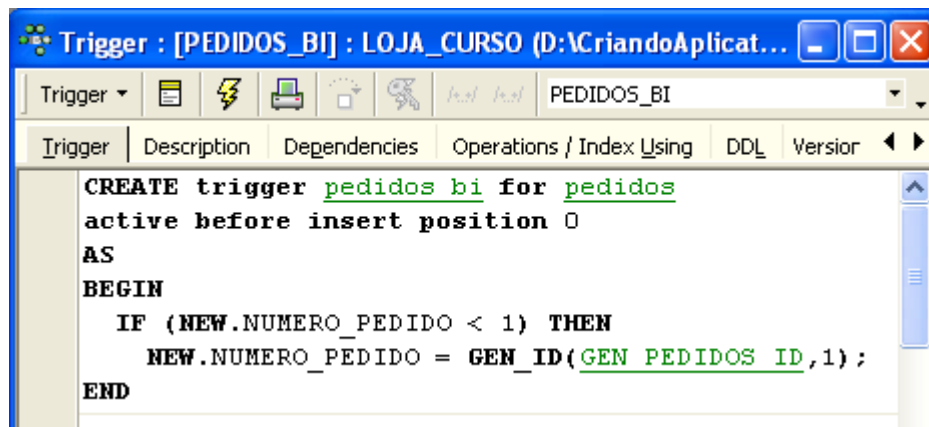 Trigger : [PEDIDOS_BI] : LOJA_CURSO (D:\CriandoAplicat...
Trigger PEDIDOS_BI
Trigger Description Dependencies Operations / Index Using DDL Version
CREATE trigger pedidos_bi for pedidos
active before insert position 0
AS
BEGIN
IF (NEW.NUMERO_PEDIDO < 1) THEN
NEW.NUMERO_PEDIDO = GEN_ID(GEN_PEDIDOS_ID,1);
END